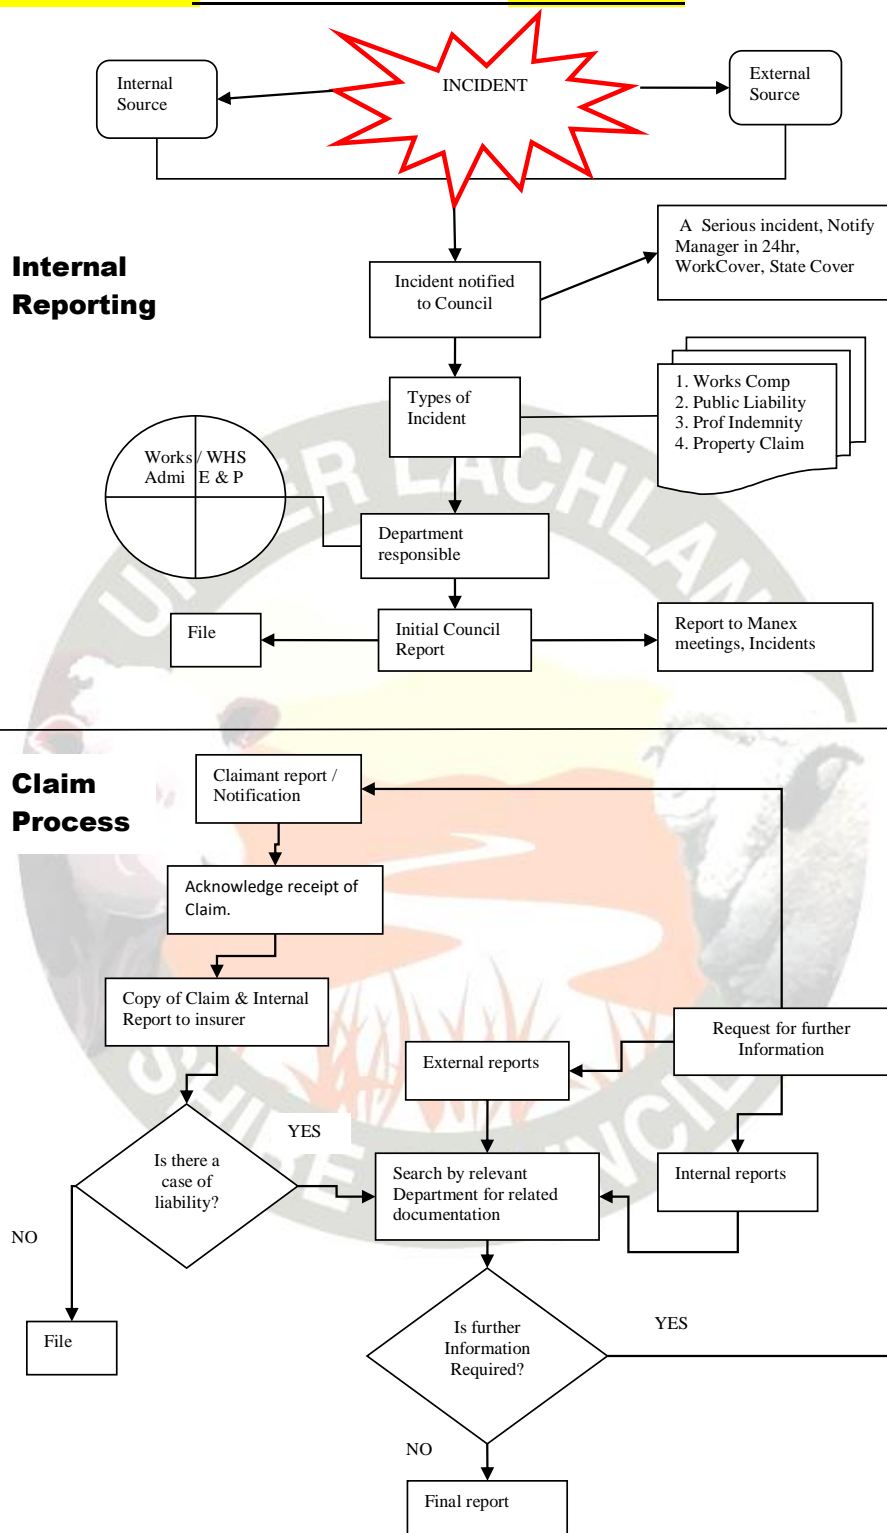 INCIDENT
Internal
Source
External
Source
A Serious incident, Notify
Manager in 24hr,
WorkCover, State Cover
Internal
Reporting
Incident notified
to Council
Types of
Incident
1. Works Comp
2. Public Liability
3. Prof Indemnity
4. Property Claim
Works / WHS
Admi E & P
Department
responsible
File
Initial Council
Report
Report to Manex
meetings, Incidents
UPPER LACHLAN
SHIRE COUNCIL
Claim
Process
Claimant report /
Notification
Acknowledge receipt of
Claim.
Copy of Claim & Internal
Report to insurer
Request for further
Information
External reports
YES
Is there a
case of
liability?
Search by relevant
Department for related
documentation
Internal reports
NO
File
Is further
Information
Required?
YES
NO
Final report